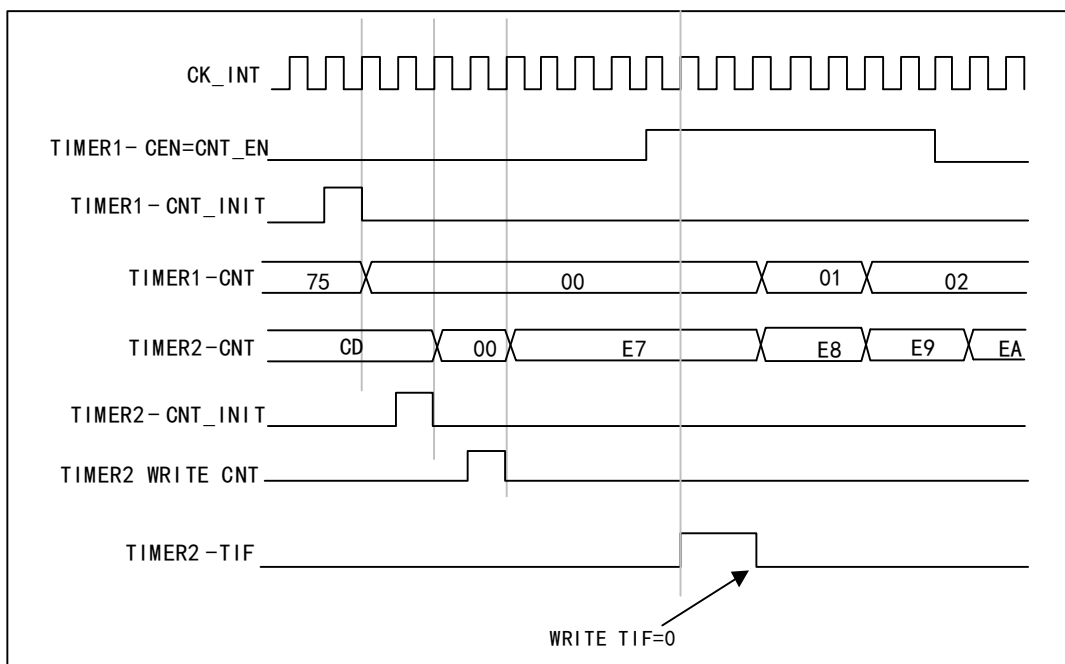 CK_INT
TIMER1-CEN=CNT_EN
TIMER1-CNT_INIT
TIMER1-CNT 75 00 01 02
TIMER2-CNT CD 00 E7 E8 E9 EA
TIMER2-CNT_INIT
TIMER2 WRITE CNT
TIMER2-TIF
WRITE TIF=0